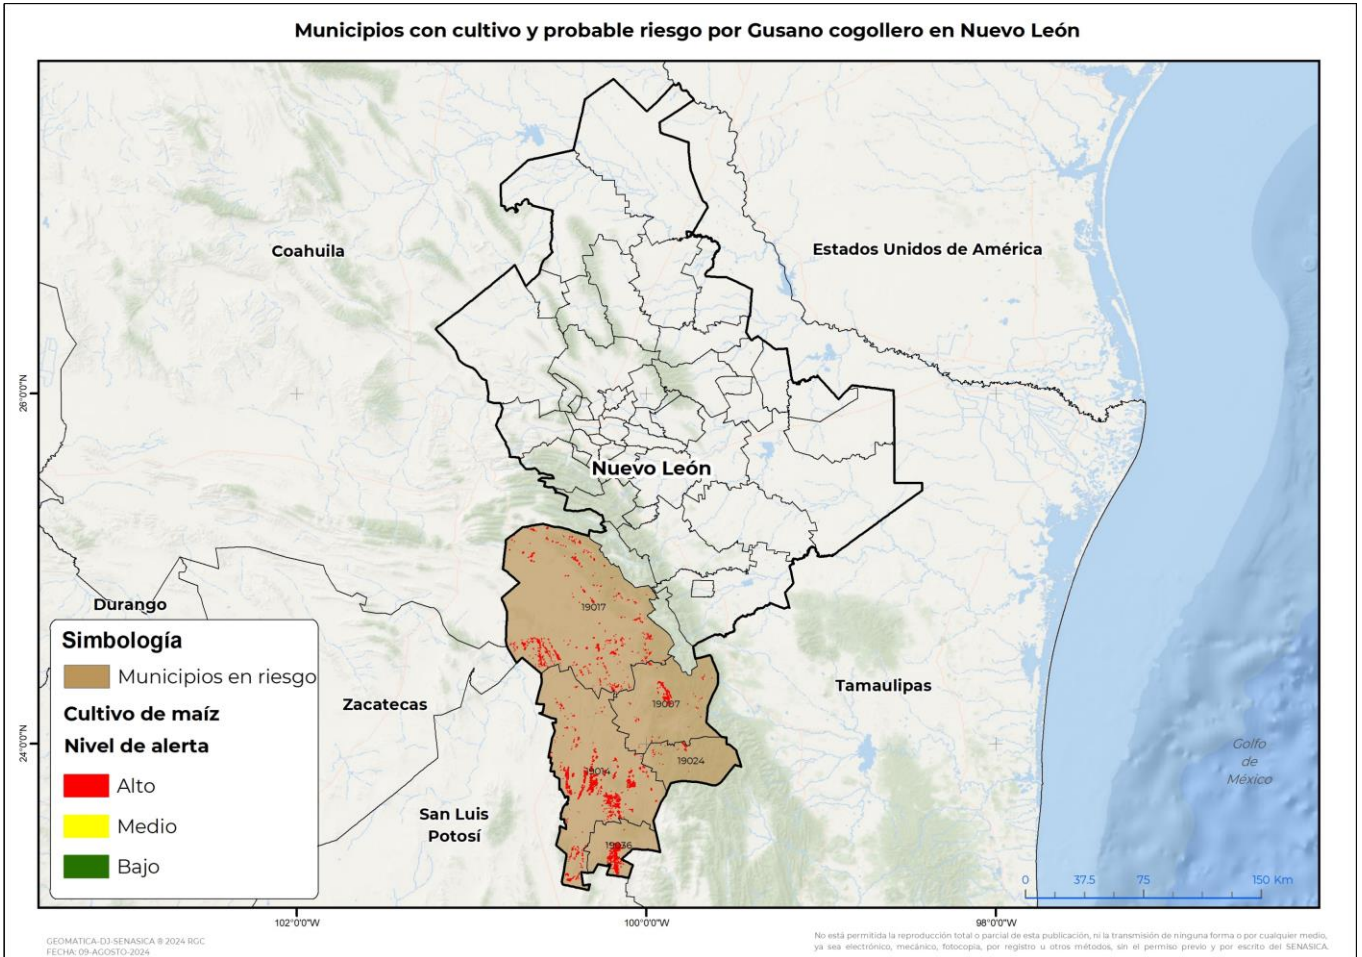 Municipios con cultivo y probable riesgo por Gusano cogollero en Nuevo León
Coahuila
Estados Unidos de América
26°0'0"N
Nuevo León
19017
Durango
Simbología
Municipios en riesgo
Cultivo de maíz
Nivel de alerta
Alto
Medio
Bajo
Zacatecas
Tamaulipas
19007
24°0'0"N
19024
19014
Golfo
de
México
San Luis
Potosí
19036
0 37.5 75 150 Km
102°0'0"W 100°0'0"W 98°0'0"W
GEOMÁTICA-DJ-SENASICA ® 2024 RGC
FECHA: 09-AGOSTO-2024
No está permitida la reproducción total o parcial de esta publicación, ni la transmisión de ninguna forma o por cualquier medio,
ya sea electrónico, mecánico, fotocopia, por registro u otros métodos, sin el permiso previo y por escrito del SENASICA.